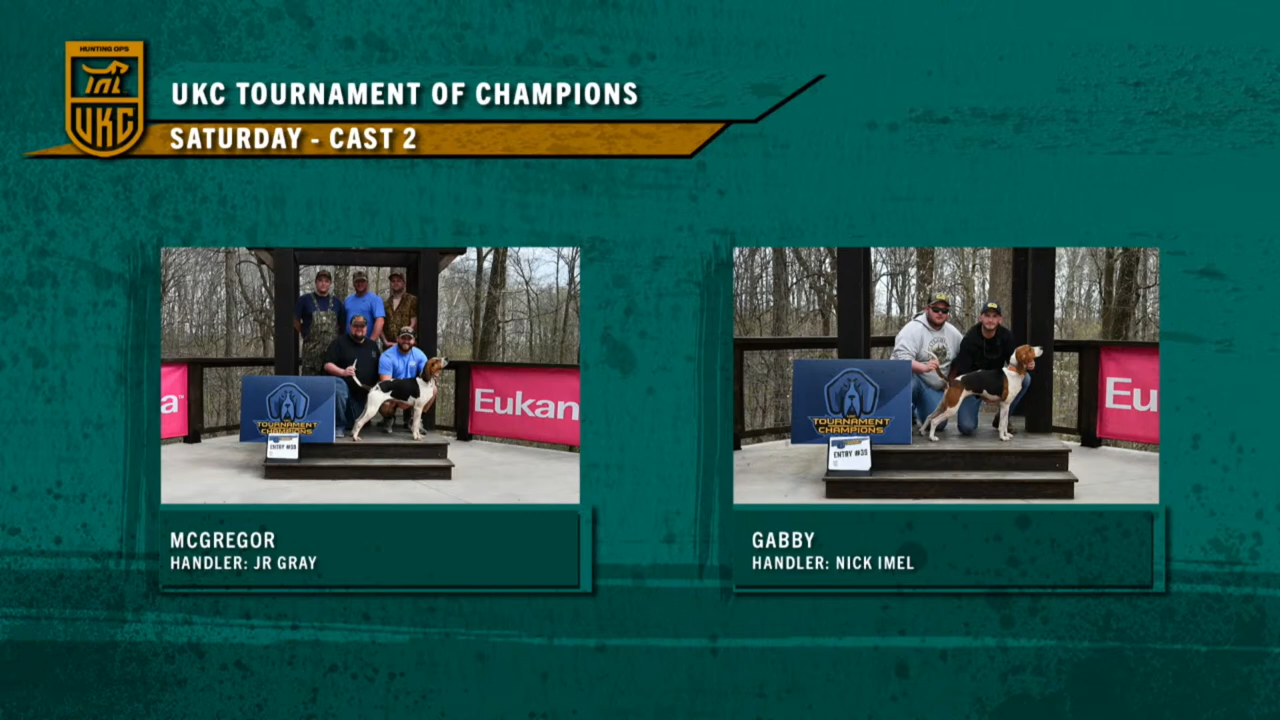 HUNTING OPS
UKC
UKC TOURNAMENT OF CHAMPIONS
SATURDAY - CAST 2
a™
TOURNAMENT
CHAMPIONS
Eukan
TOURNAMENT
CHAMPIONS
ENTRY #35
Eu
MCGREGOR
HANDLER: JR GRAY
GABBY
HANDLER: NICK IMEL